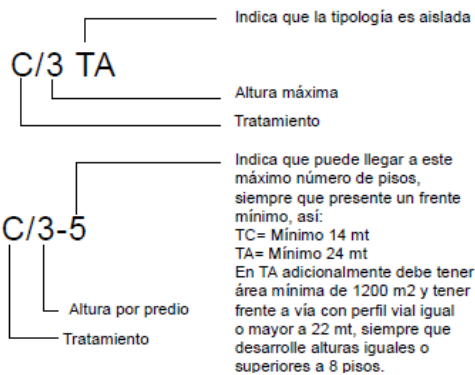 Indica que la tipología es aislada
C/3 TA
Altura máxima
Tratamiento
Indica que puede llegar a este
máximo número de pisos,
siempre que presente un frente
mínimo, así:
TC= Mínimo 14 mt
TA= Mínimo 24 mt
En TA adicionalmente debe tener
área mínima de 1200 m2 y tener
frente a vía con perfil vial igual
o mayor a 22 mt, siempre que
desarrolle alturas iguales o
superiores a 8 pisos.
C/3-5
Altura por predio
Tratamiento